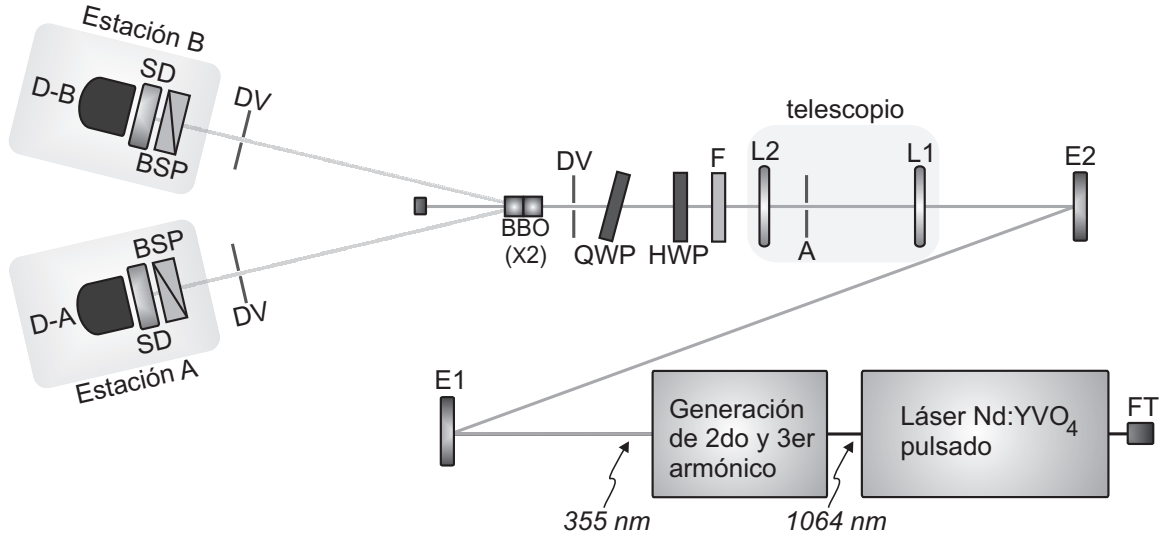 Estación B
SD
D-B
DV
BSP
telescopio
DV
F
L2
L1
E2
BBO
(X2)
QWP
HWP
A
BSP
D-A
SD
DV
Estación A
E1
Generación
de 2do y 3er
armónico
Láser Nd:YVO4
pulsado
FT
355 nm
1064 nm